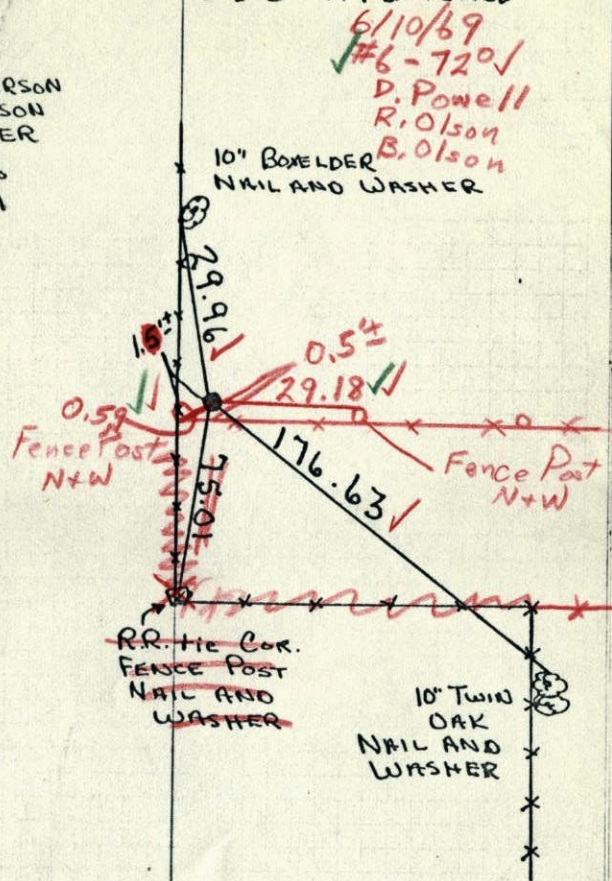 6/10/69
#6 - 72° ✓
D. Powell
R. Olson
B. Olson
RSON
SON
ER
10" BOXELDER
NAIL AND WASHER
29.96 ✓
1.5'±
0.5'±
29.18 ✓✓
0.59
Fence Post
N+W
176.63 ✓
Fence Post
N+W
75.01
R.R. tie COR.
FENCE POST
NAIL AND
WASHER
10" TWIN
OAK
NAIL AND
WASHER